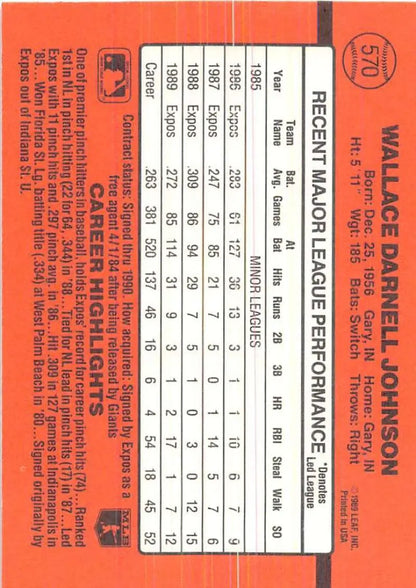 570
WALLACE DARNELL JOHNSON
Born: Dec. 25, 1956 Gary, IN Home: Gary, IN
Ht: 5' 11" Wgt: 185 Bats: Switch Throws: Right
© 1989 LEAF, INC.
Printed in USA
RECENT MAJOR LEAGUE PERFORMANCE *Denotes Led League
Year Team Name Bat. Avg. Games At Bat Hits Runs 2B 3B HR RBI Steal Walk SO
1985 MINOR LEAGUES
1986 Expos .283 61 127 36 13 3 1 1 10 6 7 9
1987 Expos .247 75 85 21 7 5 0 1 14 5 7 6
1988 Expos .309 86 94 29 7 5 1 0 3 0 12 15
1989 Expos .272 85 114 31 9 3 1 2 17 1 7 12
Career .263 381 520 137 46 16 6 4 54 18 45 52
Contract status: Signed thru 1990. How acquired: Signed by Expos as a
free agent 4/1/84 after being released by Giants
CAREER HIGHLIGHTS
MLB
One of premier pinch hitters in baseball, holds Expos' record for career pinch hits (74)...Ranked
1st in NL in pinch hitting (22 for 64, .344) in '88...Tied for NL lead in pinch hits (17) in '87...Led
Expos with 11 pinch hits and .297 pinch avg. in '86...Hit .309 in 127 games at Indianapolis in
'85...Won Florida St. Lg. batting title (.334) at West Palm Beach in '80...Signed originally by
Expos out of Indiana St. U.